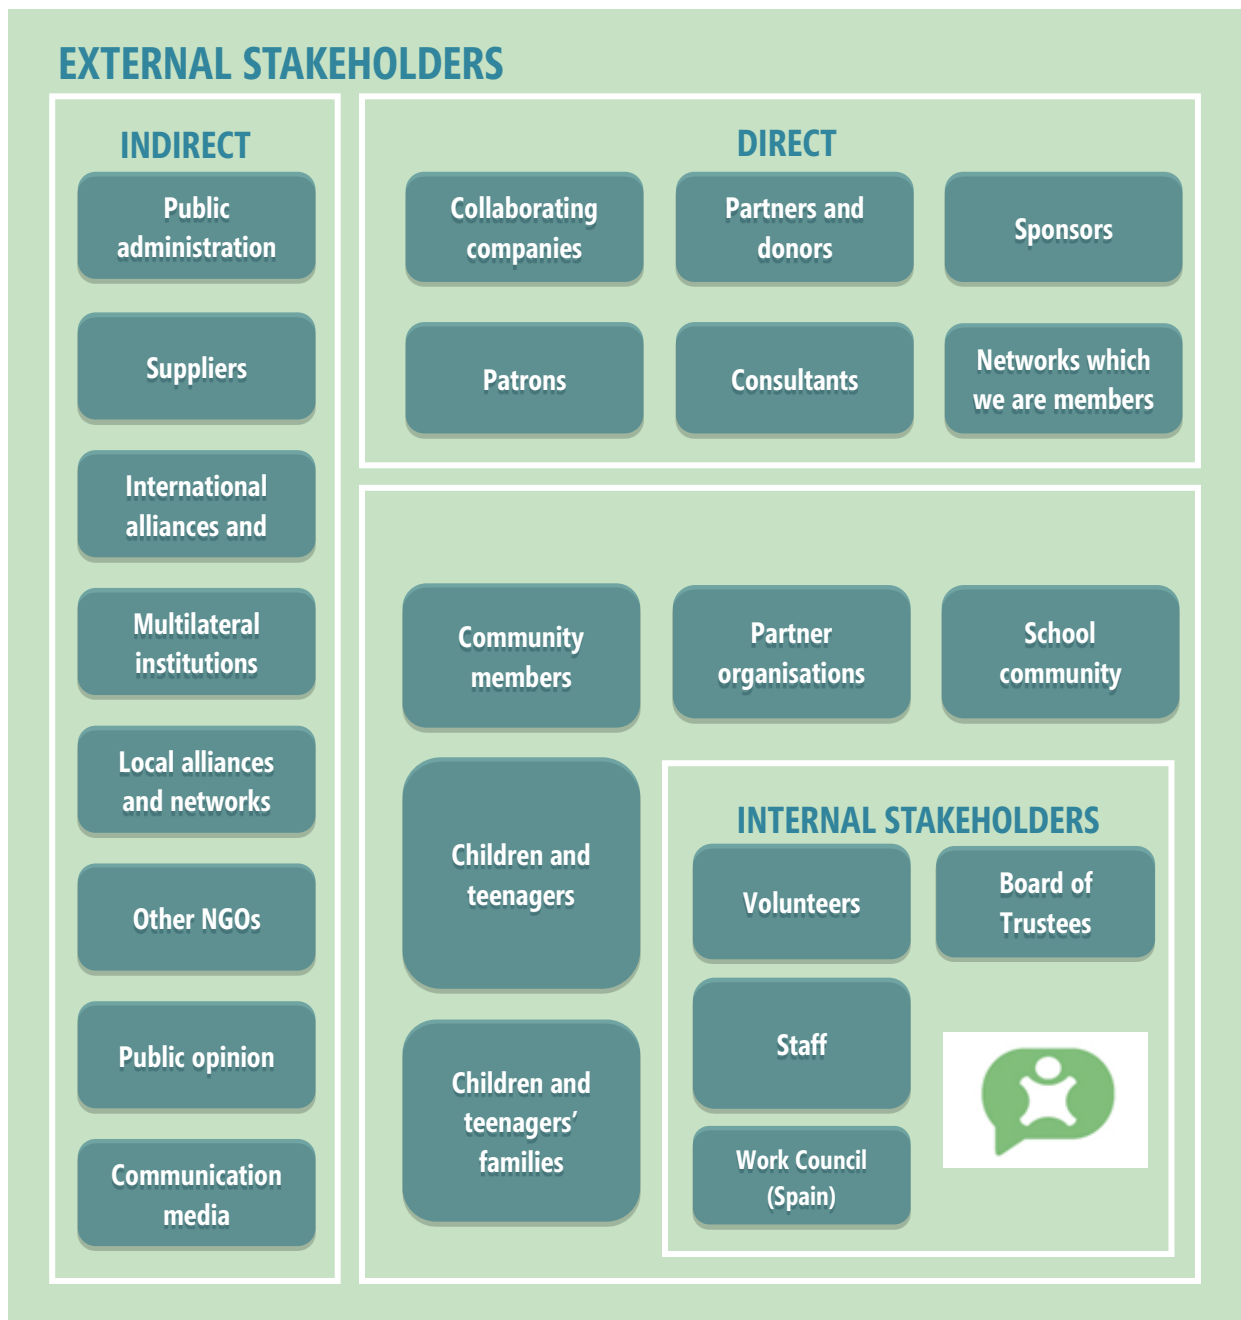 EXTERNAL STAKEHOLDERS
INDIRECT
Public
administration
Suppliers
International
alliances and
Multilateral
institutions
Local alliances
and networks
Other NGOs
Public opinion
Communication
media
DIRECT
Collaborating
companies
Partners and
donors
Sponsors
Patrons
Consultants
Networks which
we are members
Community
members
Partner
organisations
School
community
Children and
teenagers
Children and
teenagers’
families
INTERNAL STAKEHOLDERS
Volunteers
Board of
Trustees
Staff
Work Council
(Spain)